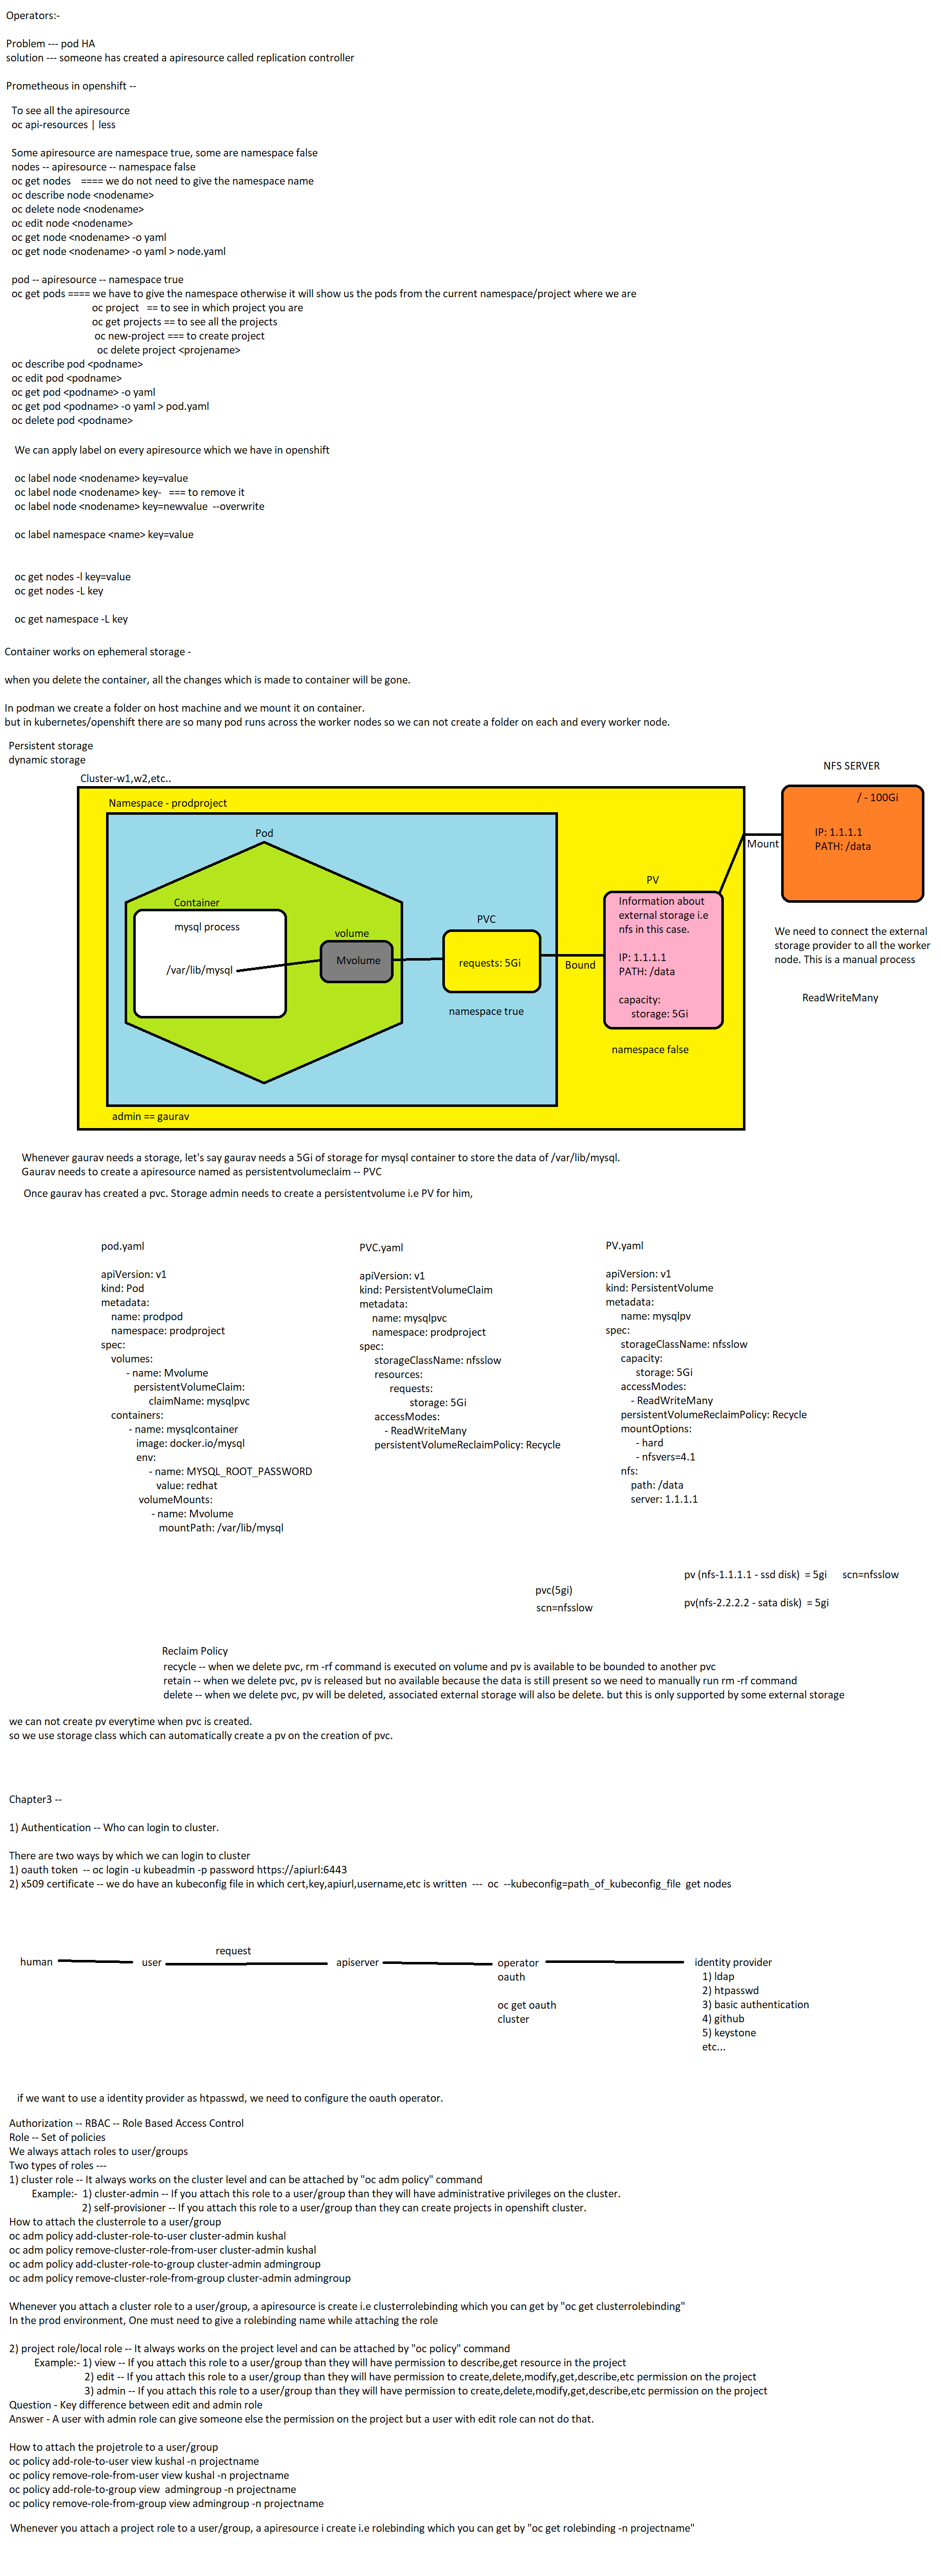 Operators:-
Problem --- pod HA
solution --- someone has created a apiresource called replication controller
Prometheous in openshift --
To see all the apiresource
oc api-resources | less
Some apiresource are namespace true, some are namespace false
nodes -- apiresource -- namespace false
oc get nodes ==== we do not need to give the namespace name
oc describe node <nodename>
oc delete node <nodename>
oc edit node <nodename>
oc get node <nodename> -o yaml
oc get node <nodename> -o yaml > node.yaml
pod -- apiresource -- namespace true
oc get pods ==== we have to give the namespace otherwise it will show us the pods from the current namespace/project where we are
oc project == to see in which project you are
oc get projects == to see all the projects
oc new-project === to create project
oc delete project <projename>
oc describe pod <podname>
oc edit pod <podname>
oc get pod <podname> -o yaml
oc get pod <podname> -o yaml > pod.yaml
oc delete pod <podname>
We can apply label on every apiresource which we have in openshift
oc label node <nodename> key=value
oc label node <nodename> key- === to remove it
oc label node <nodename> key=newvalue --overwrite
oc label namespace <name> key=value
oc get nodes -l key=value
oc get nodes -L key
oc get namespace -L key
Container works on ephemeral storage -
when you delete the container, all the changes which is made to container will be gone.
In podman we create a folder on host machine and we mount it on container.
but in kubernetes/openshift there are so many pod runs across the worker nodes so we can not create a folder on each and every worker node.
Persistent storage
dynamic storage
Cluster-w1,w2,etc..
Namespace - prodproject
Pod
Container
mysql process
/var/lib/mysql
volume
Mvolume
PVC
requests: 5Gi
namespace true
Bound
PV
Information about
external storage i.e
nfs in this case.
IP: 1.1.1.1
PATH: /data
capacity:
storage: 5Gi
namespace false
admin == gaurav
Mount
NFS SERVER
/ - 100Gi
IP: 1.1.1.1
PATH: /data
We need to connect the external
storage provider to all the worker
node. This is a manual process
ReadWriteMany
Whenever gaurav needs a storage, let's say gaurav needs a 5Gi of storage for mysql container to store the data of /var/lib/mysql.
Gaurav needs to create a apiresource named as persistentvolumeclaim -- PVC
Once gaurav has created a pvc. Storage admin needs to create a persistentvolume i.e PV for him,
pod.yaml
apiVersion: v1
kind: Pod
metadata:
name: prodpod
namespace: prodproject
spec:
volumes:
- name: Mvolume
persistentVolumeClaim:
claimName: mysqlpvc
containers:
- name: mysqlcontainer
image: docker.io/mysql
env:
- name: MYSQL_ROOT_PASSWORD
value: redhat
volumeMounts:
- name: Mvolume
mountPath: /var/lib/mysql
PVC.yaml
apiVersion: v1
kind: PersistentVolumeClaim
metadata:
name: mysqlpvc
namespace: prodproject
spec:
storageClassName: nfsslow
resources:
requests:
storage: 5Gi
accessModes:
- ReadWriteMany
persistentVolumeReclaimPolicy: Recycle
PV.yaml
apiVersion: v1
kind: PersistentVolume
metadata:
name: mysqlpv
spec:
storageClassName: nfsslow
capacity:
storage: 5Gi
accessModes:
- ReadWriteMany
persistentVolumeReclaimPolicy: Recycle
mountOptions:
- hard
- nfsvers=4.1
nfs:
path: /data
server: 1.1.1.1
pvc(5gi)
scn=nfsslow
pv (nfs-1.1.1.1 - ssd disk) = 5gi scn=nfsslow
pv(nfs-2.2.2.2 - sata disk) = 5gi
Reclaim Policy
recycle -- when we delete pvc, rm -rf command is executed on volume and pv is available to be bounded to another pvc
retain -- when we delete pvc, pv is released but no available because the data is still present so we need to manually run rm -rf command
delete -- when we delete pvc, pv will be deleted, associated external storage will also be delete. but this is only supported by some external storage
we can not create pv everytime when pvc is created.
so we use storage class which can automatically create a pv on the creation of pvc.
Chapter3 --
1) Authentication -- Who can login to cluster.
There are two ways by which we can login to cluster
1) oauth token -- oc login -u kubeadmin -p password https://apiurl:6443
2) x509 certificate -- we do have an kubeconfig file in which cert,key,apiurl,username,etc is written --- oc --kubeconfig=path_of_kubeconfig_file get nodes
human
user
request
apiserver
operator
oauth
oc get oauth
cluster
identity provider
1) ldap
2) htpasswd
3) basic authentication
4) github
5) keystone
etc...
if we want to use a identity provider as htpasswd, we need to configure the oauth operator.
Authorization -- RBAC -- Role Based Access Control
Role -- Set of policies
We always attach roles to user/groups
Two types of roles ---
1) cluster role -- It always works on the cluster level and can be attached by "oc adm policy" command
Example:- 1) cluster-admin -- If you attach this role to a user/group than they will have administrative privileges on the cluster.
2) self-provisioner -- If you attach this role to a user/group than they can create projects in openshift cluster.
How to attach the clusterrole to a user/group
oc adm policy add-cluster-role-to-user cluster-admin kushal
oc adm policy remove-cluster-role-from-user cluster-admin kushal
oc adm policy add-cluster-role-to-group cluster-admin admingroup
oc adm policy remove-cluster-role-from-group cluster-admin admingroup
Whenever you attach a cluster role to a user/group, a apiresource is create i.e clusterrolebinding which you can get by "oc get clusterrolebinding"
In the prod environment, One must need to give a rolebinding name while attaching the role
2) project role/local role -- It always works on the project level and can be attached by "oc policy" command
Example:- 1) view -- If you attach this role to a user/group than they will have permission to describe,get resource in the project
2) edit -- If you attach this role to a user/group than they will have permission to create,delete,modify,get,describe,etc permission on the project
3) admin -- If you attach this role to a user/group than they will have permission to create,delete,modify,get,describe,etc permission on the project
Question - Key difference between edit and admin role
Answer - A user with admin role can give someone else the permission on the project but a user with edit role can not do that.
How to attach the projetrole to a user/group
oc policy add-role-to-user view kushal -n projectname
oc policy remove-role-from-user view kushal -n projectname
oc policy add-role-to-group view admingroup -n projectname
oc policy remove-role-from-group view admingroup -n projectname
Whenever you attach a project role to a user/group, a apiresource i create i.e rolebinding which you can get by "oc get rolebinding -n projectname"